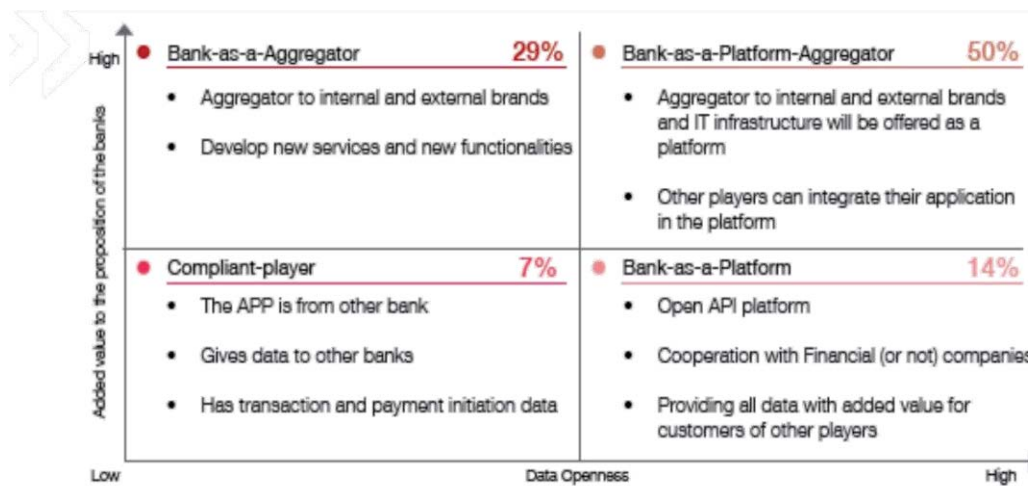 High
Added value to the proposition of the banks
Bank-as-a-Aggregator 29%
• Aggregator to internal and external brands
• Develop new services and new functionalities
Bank-as-a-Platform-Aggregator 50%
• Aggregator to internal and external brands
and IT infrastructure will be offered as a
platform
• Other players can integrate their application
in the platform
Compliant-player 7%
• The APP is from other bank
• Gives data to other banks
• Has transaction and payment initiation data
Bank-as-a-Platform 14%
• Open API platform
• Cooperation with Financial (or not) companies
• Providing all data with added value for
customers of other players
Low Data Openness High